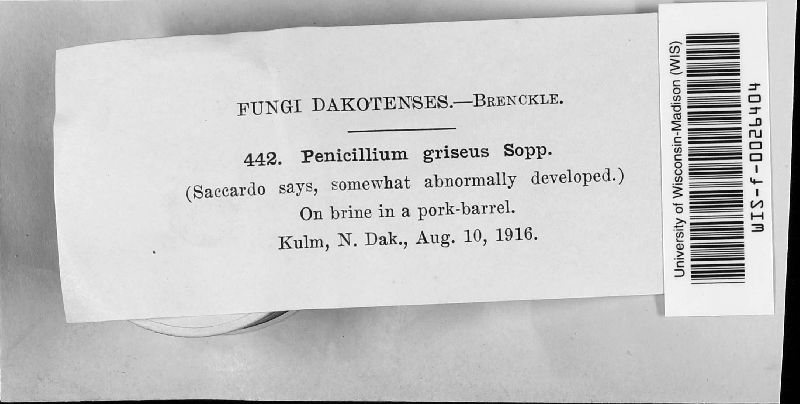 FUNGI DAKOTENSES.—BRENCKLE.
442. Penicillium griseus Sopp.
(Saccardo says, somewhat abnormally developed.)
On brine in a pork-barrel.
Kulm, N. Dak., Aug. 10, 1916.
University of Wisconsin-Madison (WIS)
WIS-f-0026404